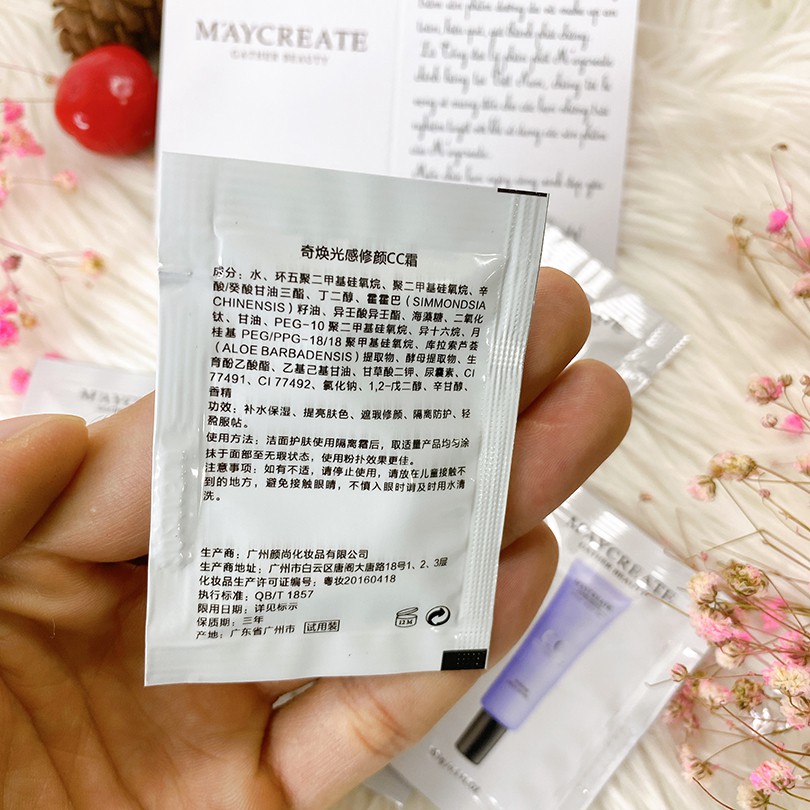 M'AYCREATE
GATHER BEAUTY
奇焕光感修颜CC霜
成分：水、环五聚二甲基硅氧烷、聚二甲基硅氧烷、辛
酸/癸酸甘油三酯、丁二醇、霍霍巴（SIMMONDSIA
CHINENSIS）籽油、异壬酸异壬酯、海藻糖、二氧化
钛、甘油、PEG-10 聚二甲基硅氧烷、异十六烷、月
桂基 PEG/PPG-18/18 聚甲基硅氧烷、库拉索芦荟
（ALOE BARBADENSIS）提取物、酵母提取物、生
育酚乙酸酯、乙基己基甘油、甘草酸二钾、尿囊素、CI
77491、CI 77492、氯化钠、1,2-戊二醇、辛甘醇、
香精
功效：补水保湿、提亮肤色、遮瑕修颜、隔离防护、轻
盈服帖。
使用方法：洁面护肤使用隔离霜后，取适量产品均匀涂
抹于面部至无瑕状态，使用粉扑效果更佳。
注意事项：如有不适，请停止使用，请放在儿童接触不
到的地方，避免接触眼睛，不慎入眼时请及时用水清
洗。
生产商：广州颜尚化妆品有限公司
生产商地址：广州市白云区唐阁大唐路18号1、2、3层
化妆品生产许可证编号：粤妆20160418
执行标准：QB/T 1857
限用日期：详见标示
保质期：三年
产地：广东省广州市 试用装
12 M
MAYCREATE
MAYCREATE
GATHER BEAUTY
CC